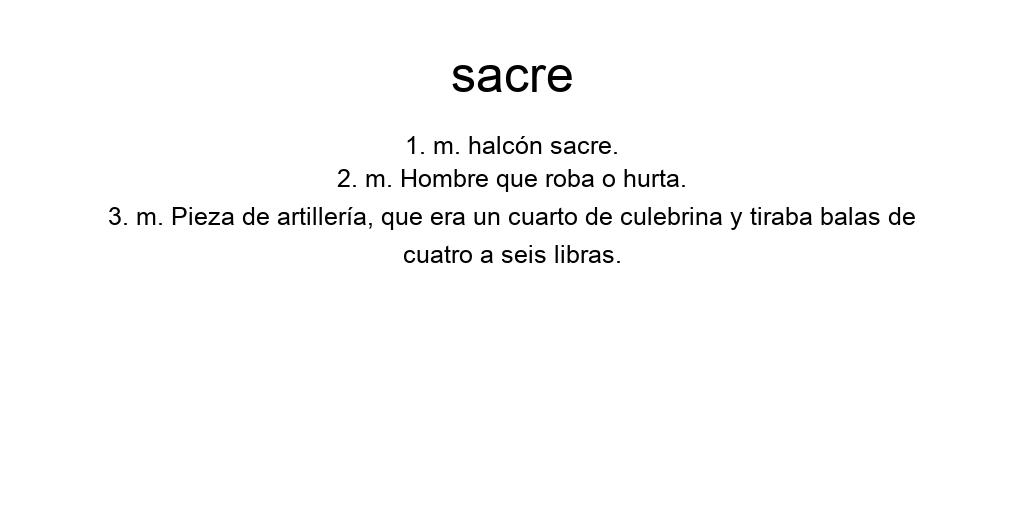 sacre
1. m. halcón sacre.
2. m. Hombre que roba o hurta.
3. m. Pieza de artillería, que era un cuarto de culebrina y tiraba balas de
cuatro a seis libras.